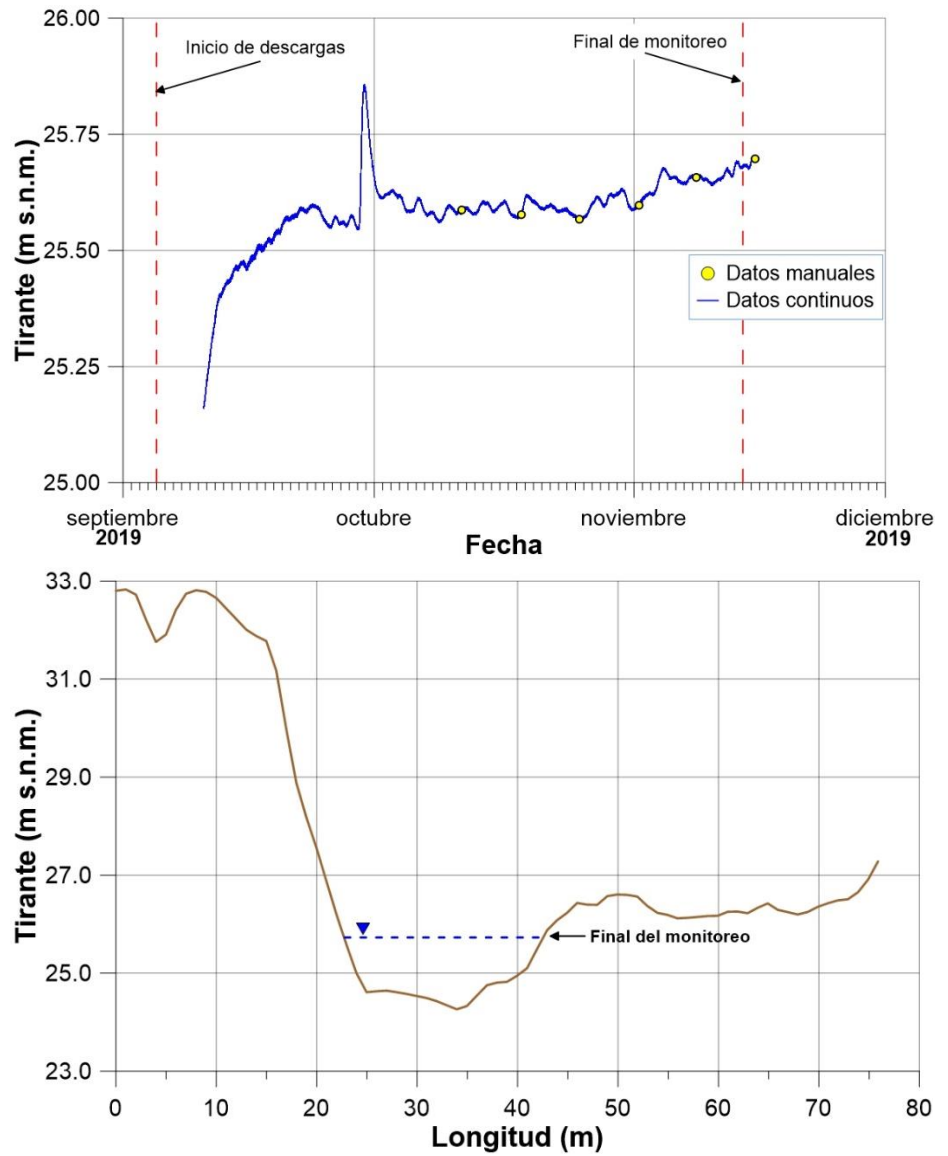 26.00
Inicio de descargas
Final de monitoreo
25.75
25.50
25.25
25.00
Tirante (m s.n.m.)
Datos manuales
Datos continuos
septiembre octubre noviembre diciembre
2019 2019
Fecha
33.0
31.0
29.0
27.0
25.0
23.0
Tirante (m s.n.m.)
Final del monitoreo
0 10 20 30 40 50 60 70 80
Longitud (m)